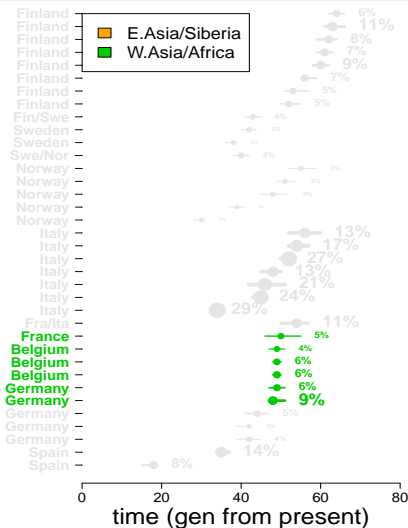 E.Asia/Siberia
W.Asia/Africa
Finland 6%
Finland 11%
Finland 8%
Finland 7%
Finland 9%
Finland 7%
Finland 5%
Finland 5%
Fin/Swe 4%
Sweden
Sweden
Swe/Nor 4%
Norway
Norway
Norway
Norway
Norway
Italy 13%
Italy 17%
Italy 27%
Italy 13%
Italy 21%
Italy 24%
Italy 29%
Fra/Ita 11%
France 5%
Belgium 4%
Belgium 6%
Belgium 6%
Germany 6%
Germany 9%
Germany 5%
Germany
Germany 4%
Spain 14%
Spain 8%
0 20 40 60 80
time (gen from present)